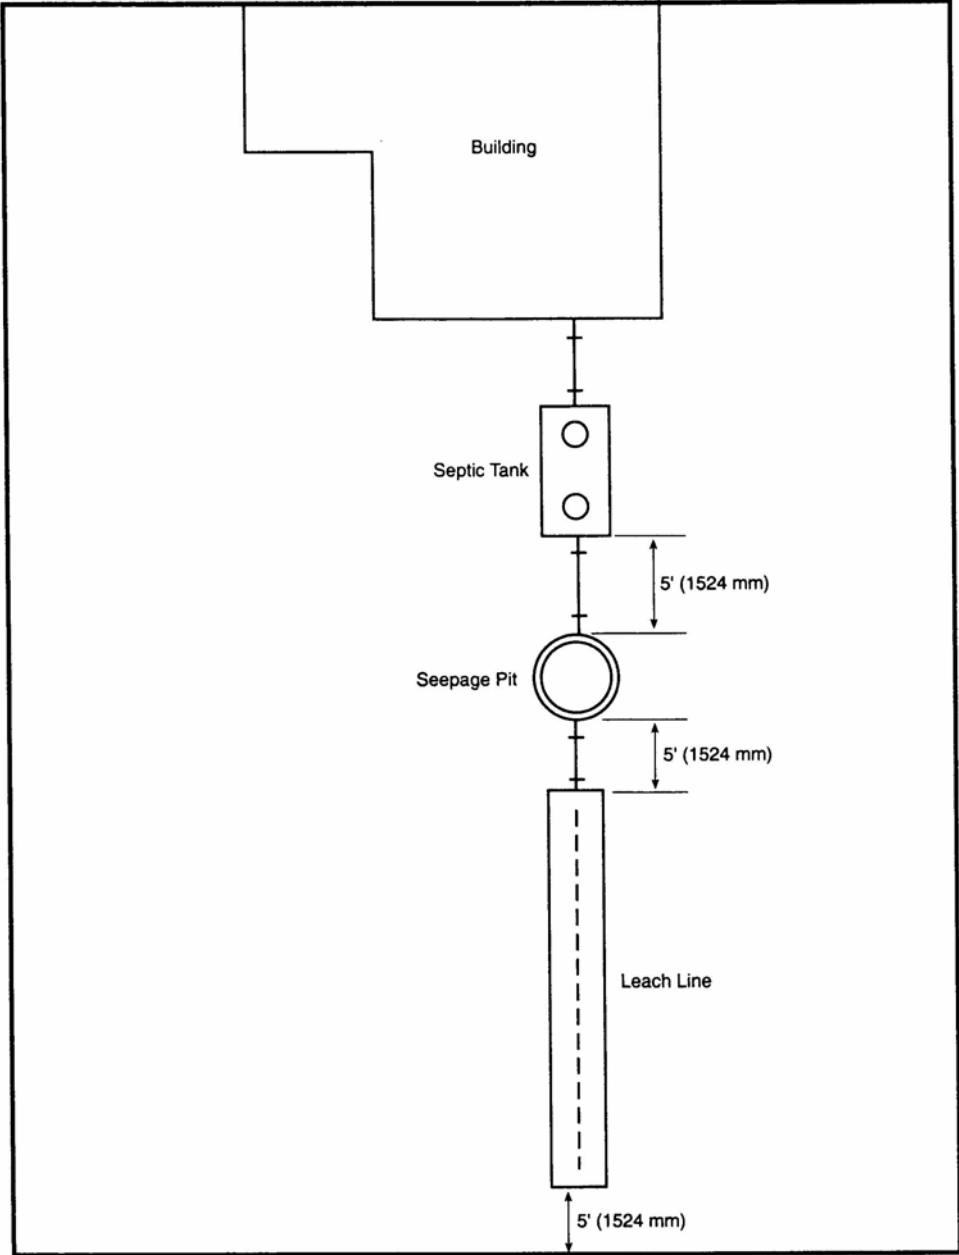 Building
Septic Tank
5' (1524 mm)
Seepage Pit
5' (1524 mm)
Leach Line
5' (1524 mm)